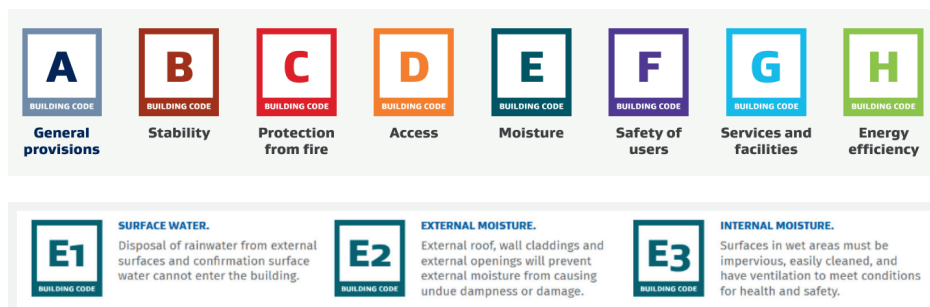 A B C D E F G H
BUILDING CODE BUILDING CODE BUILDING CODE BUILDING CODE BUILDING CODE BUILDING CODE BUILDING CODE BUILDING CODE
General provisions
Stability
Protection from fire
Access
Moisture
Safety of users
Services and facilities
Energy efficiency
E1
BUILDING CODE
SURFACE WATER.
Disposal of rainwater from external
surfaces and confirmation surface
water cannot enter the building.
E2
BUILDING CODE
EXTERNAL MOISTURE.
External roof, wall claddings and
external openings will prevent
external moisture from causing
undue dampness or damage.
E3
BUILDING CODE
INTERNAL MOISTURE.
Surfaces in wet areas must be
impervious, easily cleaned, and
have ventilation to meet conditions
for health and safety.